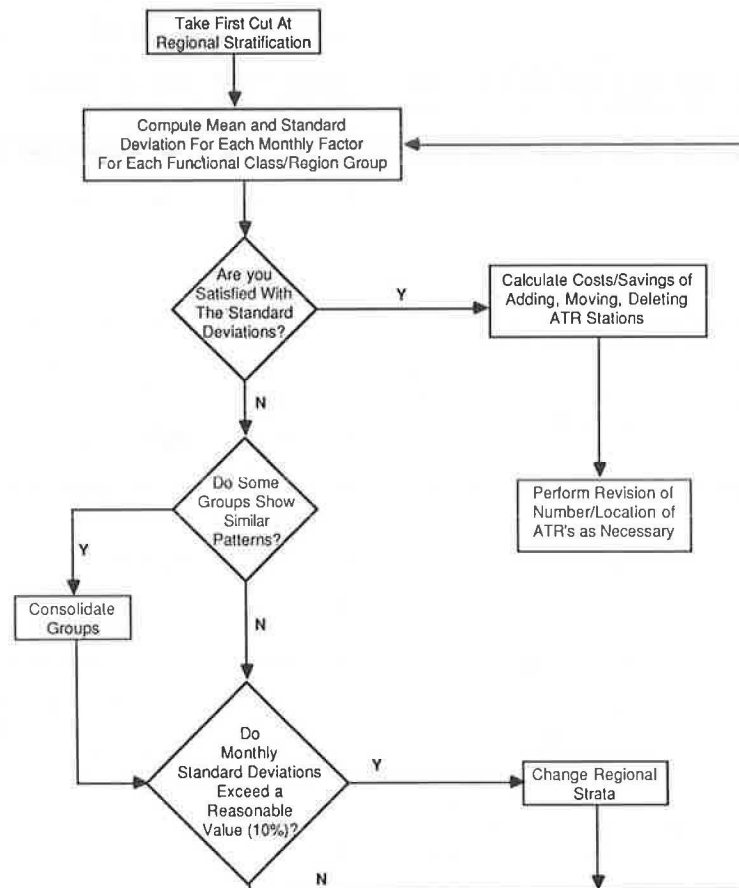 Take First Cut At
Regional Stratification
Compute Mean and Standard
Deviation For Each Monthly Factor
For Each Functional Class/Region Group
Are you
Satisfied With
The Standard
Deviations?
Y
Calculate Costs/Savings of
Adding, Moving, Deleting
ATR Stations
N
Do Some
Groups Show
Similar
Patterns?
Perform Revision of
Number/Location of
ATR's as Necessary
Y
Consolidate
Groups
N
Do
Monthly
Standard Deviations
Exceed a
Reasonable
Value (10%)?
Y
Change Regional
Strata
N